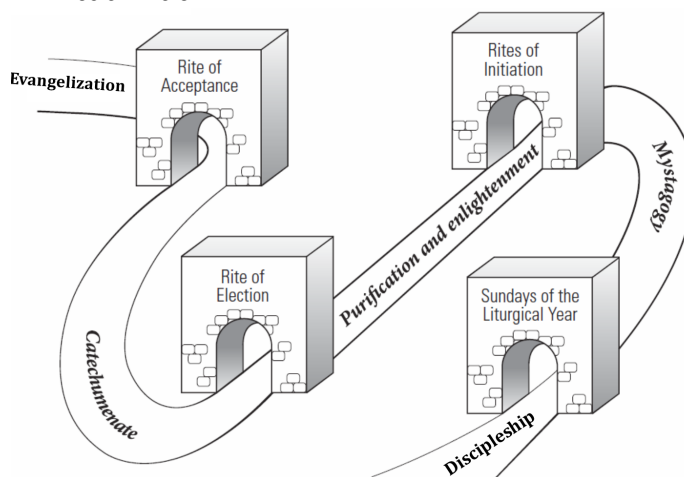 Evangelization
Rite of
Acceptance
Catechumenate
Rite of
Election
Purification and enlightenment
Rites of
Initiation
Mystagogy
Sundays of the
Liturgical Year
Discipleship